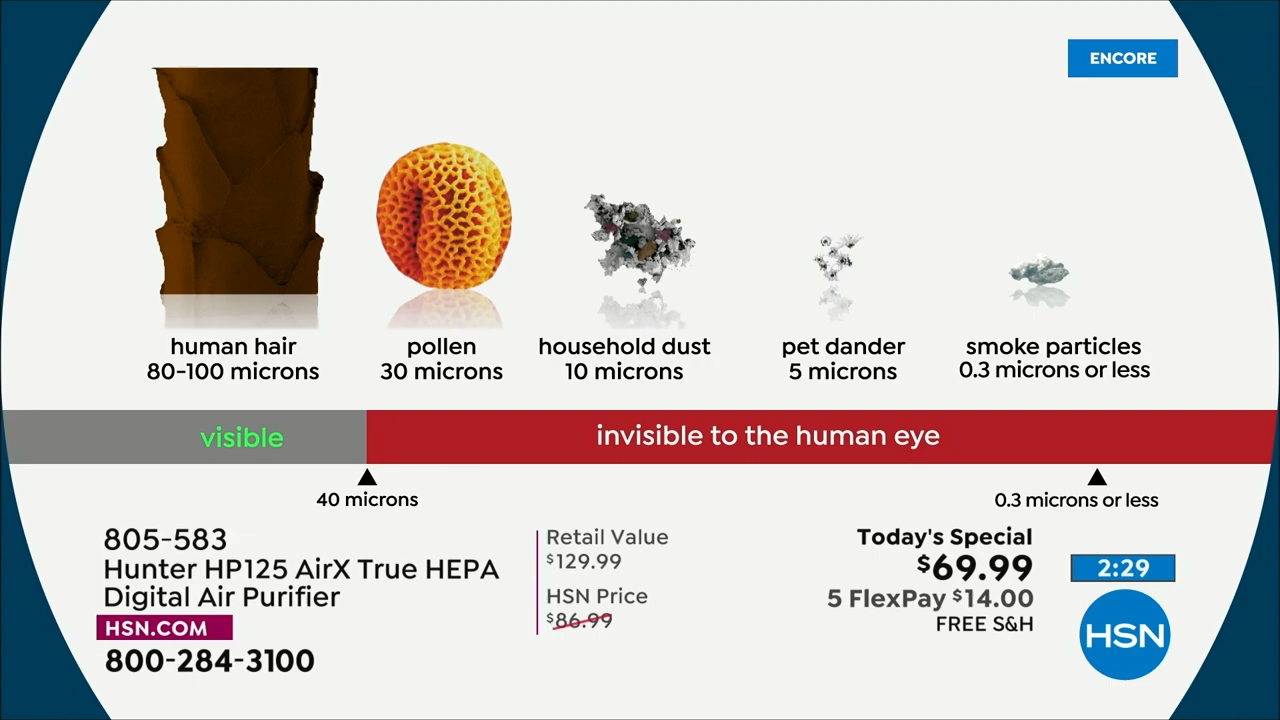 ENCORE
human hair
80-100 microns
pollen
30 microns
household dust
10 microns
pet dander
5 microns
smoke particles
0.3 microns or less
visible
invisible to the human eye
40 microns
0.3 microns or less
805-583
Hunter HP125 AirX True HEPA
Digital Air Purifier
HSN.COM
800-284-3100
Retail Value
$129.99
HSN Price
$86.99
Today's Special
$69.99
5 FlexPay $14.00
FREE S&H
2:29
HSN